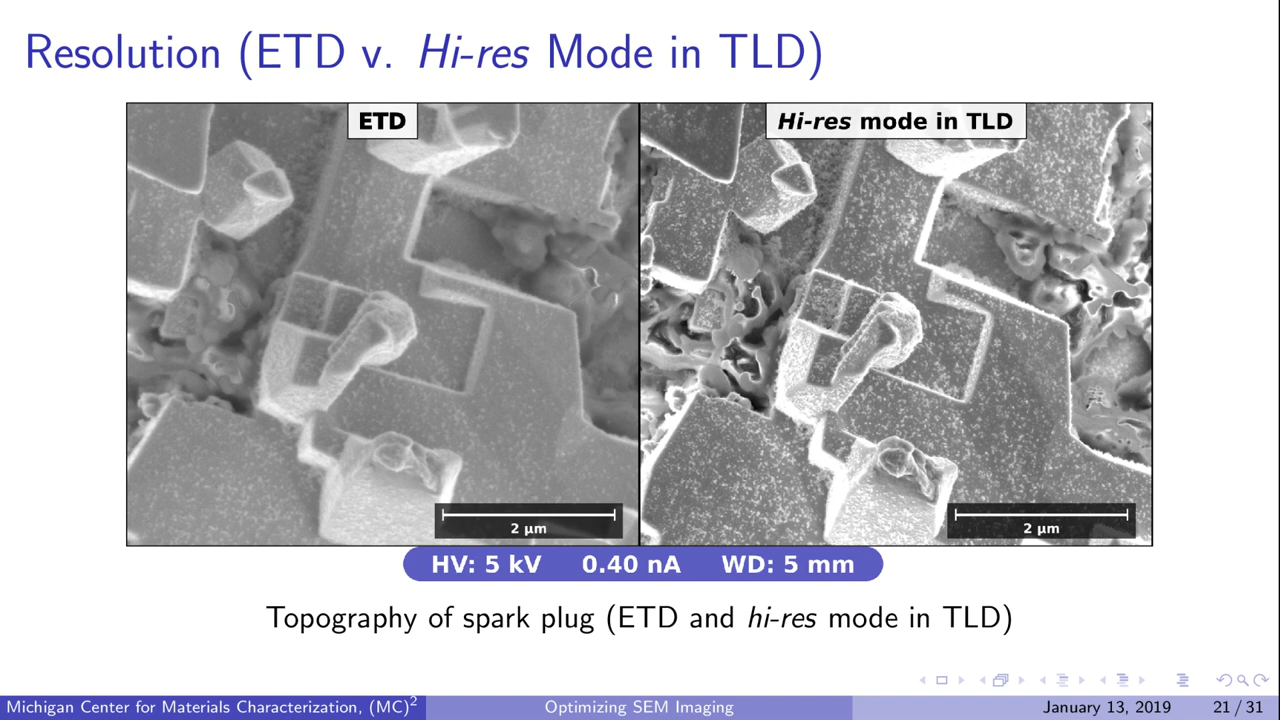 Resolution (ETD v. Hi-res Mode in TLD)
ETD
Hi-res mode in TLD
2 µm
2 µm
HV: 5 kV 0.40 nA WD: 5 mm
Topography of spark plug (ETD and hi-res mode in TLD)
Michigan Center for Materials Characterization, (MC)² Optimizing SEM Imaging January 13, 2019 21 / 31